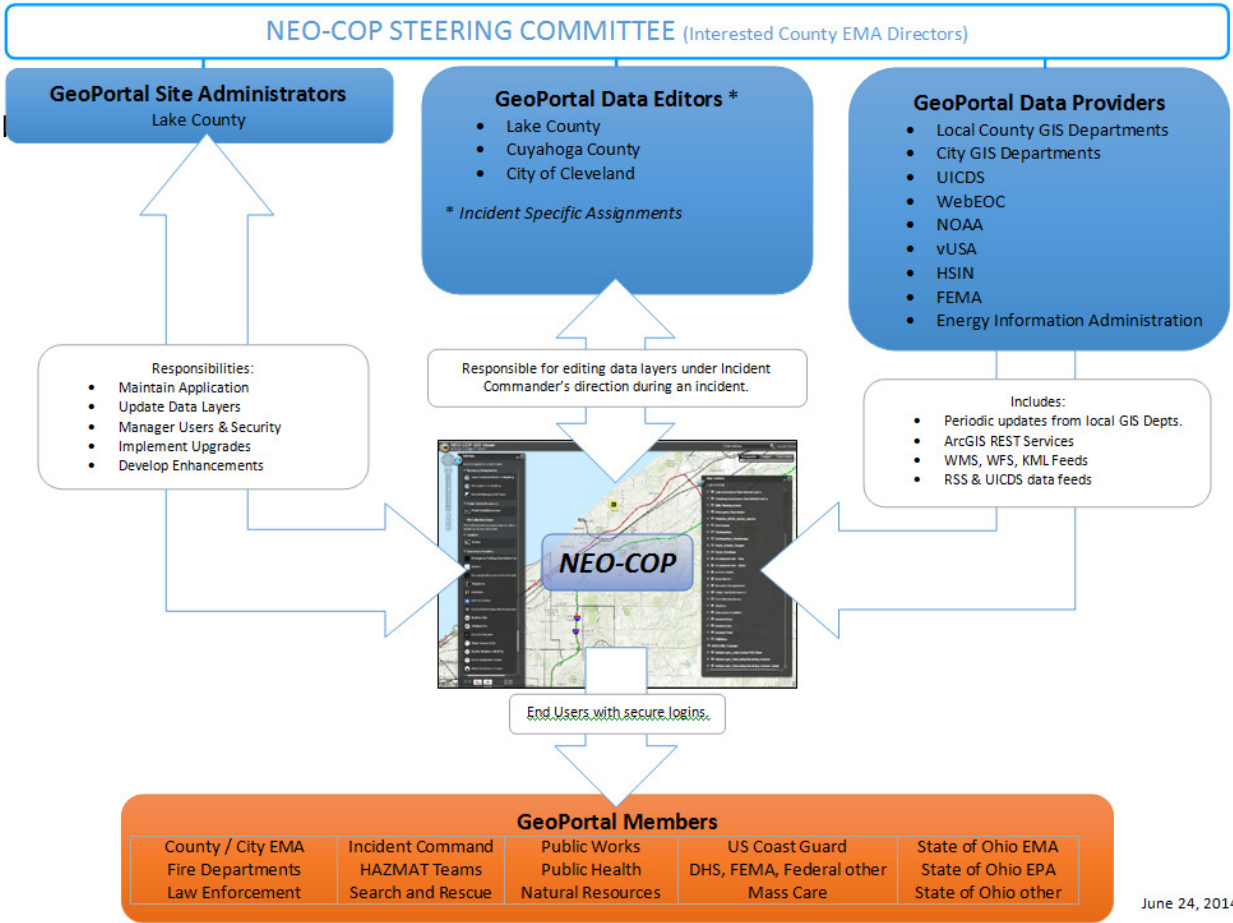 NEO-COP STEERING COMMITTEE (Interested County EMA Directors)
GeoPortal Site Administrators
Lake County
GeoPortal Data Editors *
• Lake County
• Cuyahoga County
• City of Cleveland
* Incident Specific Assignments
GeoPortal Data Providers
• Local County GIS Departments
• City GIS Departments
• UICDS
• WebEOC
• NOAA
• vUSA
• HSIN
• FEMA
• Energy Information Administration
Responsibilities:
• Maintain Application
• Update Data Layers
• Manager Users & Security
• Implement Upgrades
• Develop Enhancements
Responsible for editing data layers under Incident
Commander's direction during an incident.
Includes:
• Periodic updates from local GIS Depts.
• ArcGIS REST Services
• WMS, WFS, KML Feeds
• RSS & UICDS data feeds
NEO-COP GIS Viewer
NEO-COP
End Users with secure logins.
GeoPortal Members
County / City EMA Incident Command Public Works US Coast Guard State of Ohio EMA
Fire Departments HAZMAT Teams Public Health DHS, FEMA, Federal other State of Ohio EPA
Law Enforcement Search and Rescue Natural Resources Mass Care State of Ohio other
June 24, 2014